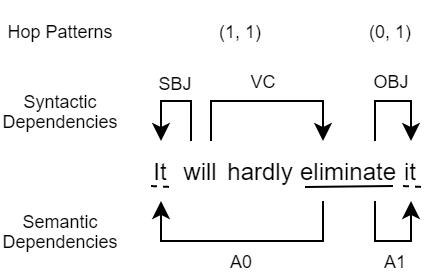 Hop Patterns (1, 1) (0, 1)
SBJ VC OBJ
Syntactic
Dependencies
It will hardly eliminate it
Semantic
Dependencies
A0 A1